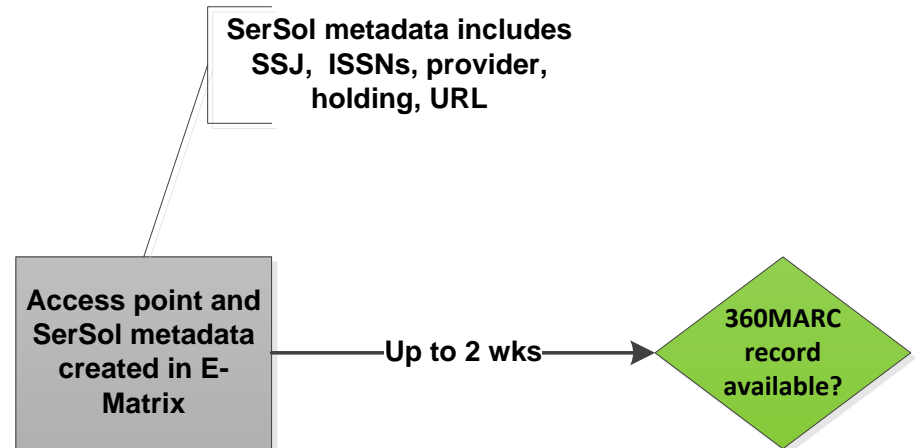 SerSol metadata includes
SSJ, ISSNs, provider,
holding, URL
Access point and
SerSol metadata
created in E-
Matrix
Up to 2 wks
360MARC
record
available?